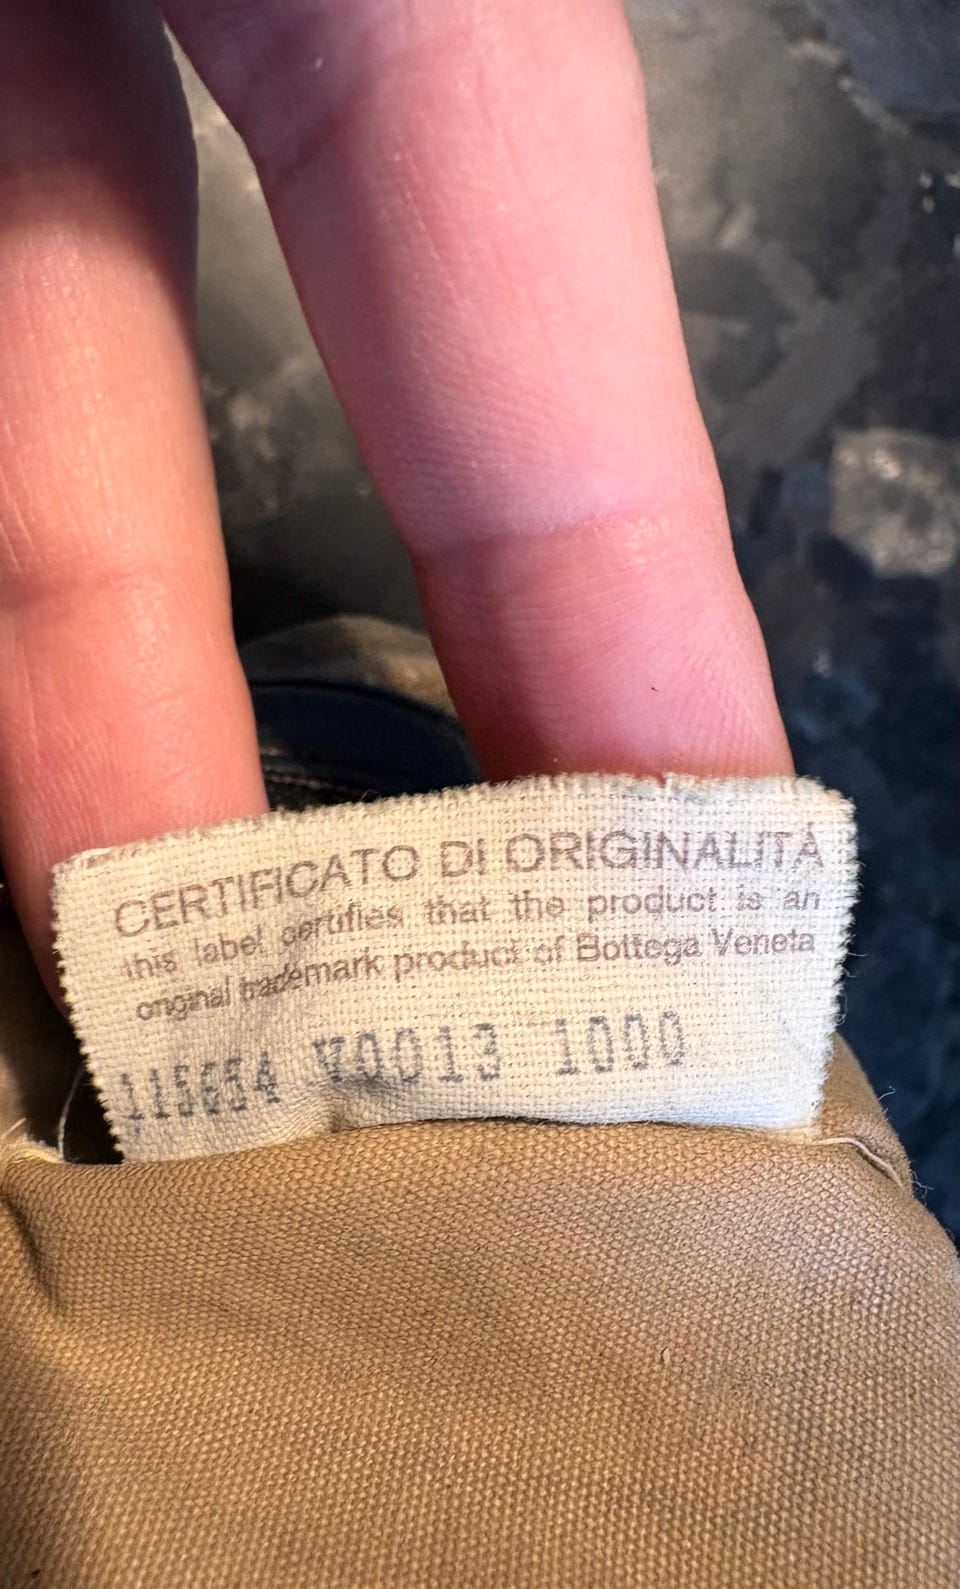 CERTIFICATO DI ORIGINALITÀ
this label certifies that the product is an
original trademark product of Bottega Veneta
115654 V0013 1000